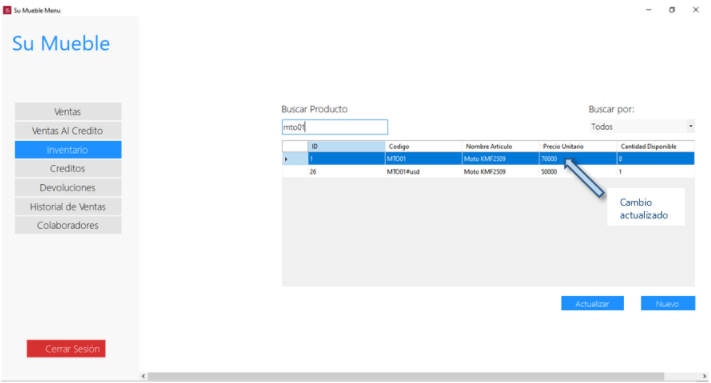 Su Mueble Menu
Su Mueble
Ventas
Ventas Al Credito
Inventario
Creditos
Devoluciones
Historial de Ventas
Colaboradores
Cerrar Sesión
Buscar Producto
Buscar por:
mto01
Todos
ID Codigo Nombre Articulo Precio Unitario Cantidad Disponible
1 MTO01 Moto KMF2509 70000 8
26 MTO01#usd Moto KMF2509 50000 1
Cambio
actualizado
Actualizar
Nuevo